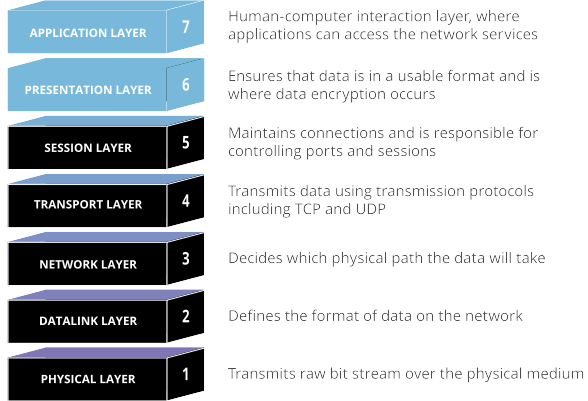 APPLICATION LAYER 7
Human-computer interaction layer, where
applications can access the network services
PRESENTATION LAYER 6
Ensures that data is in a usable format and is
where data encryption occurs
SESSION LAYER 5
Maintains connections and is responsible for
controlling ports and sessions
TRANSPORT LAYER 4
Transmits data using transmission protocols
including TCP and UDP
NETWORK LAYER 3
Decides which physical path the data will take
DATALINK LAYER 2
Defines the format of data on the network
PHYSICAL LAYER 1
Transmits raw bit stream over the physical medium